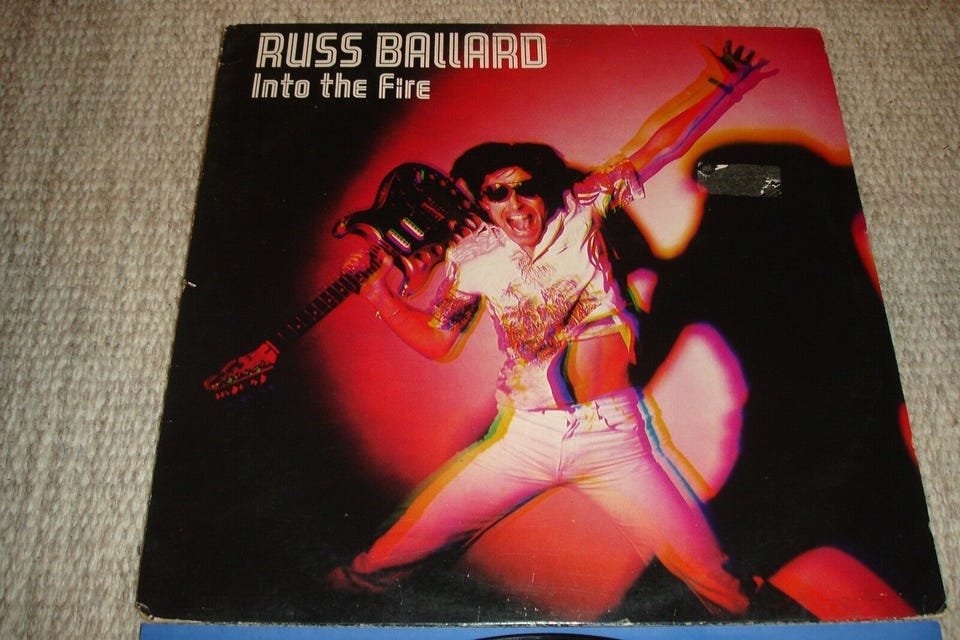 RUSS BALLARD
Into the Fire